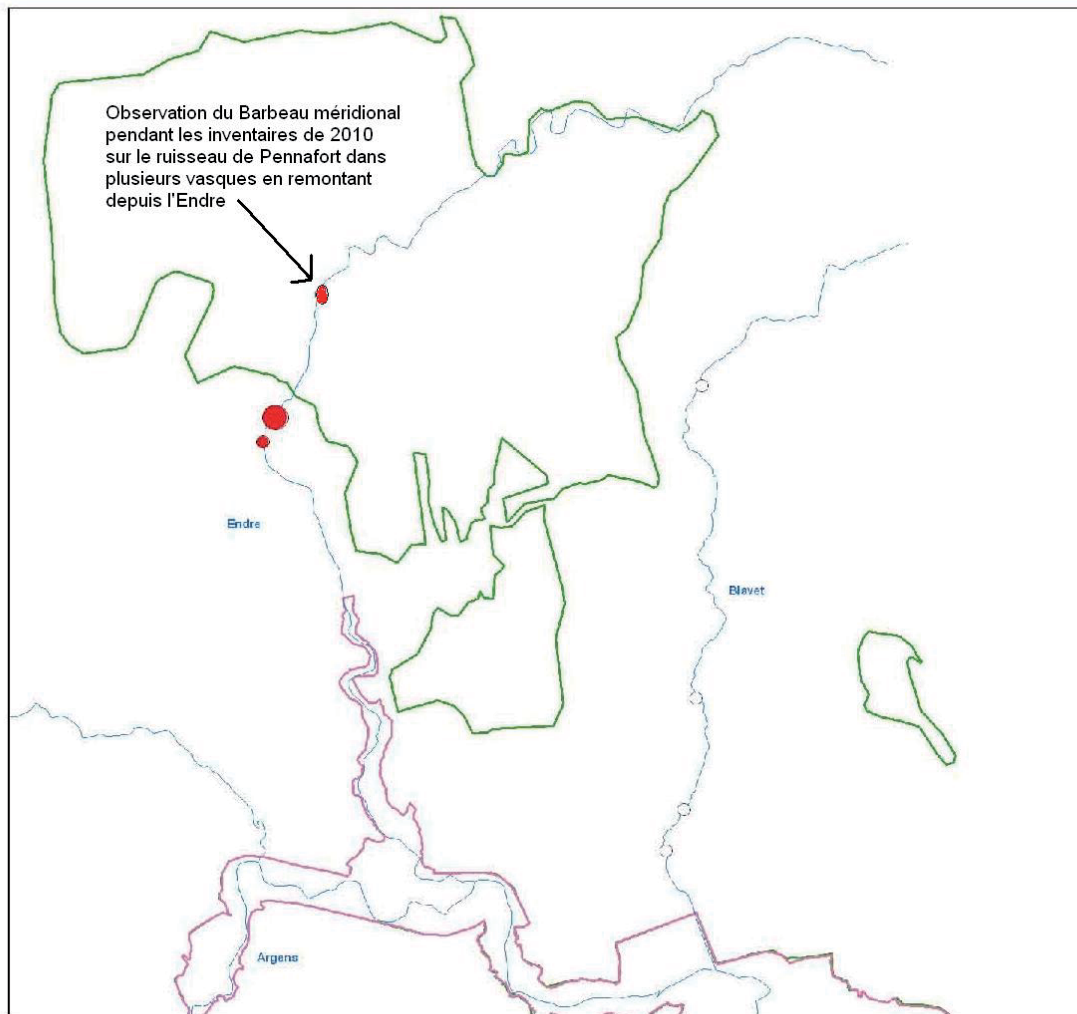 Observation du Barbeau méridional
pendant les inventaires de 2010
sur le ruisseau de Pennafort dans
plusieurs vasques en remontant
depuis l'Endre
Endre
Blavet
Argens